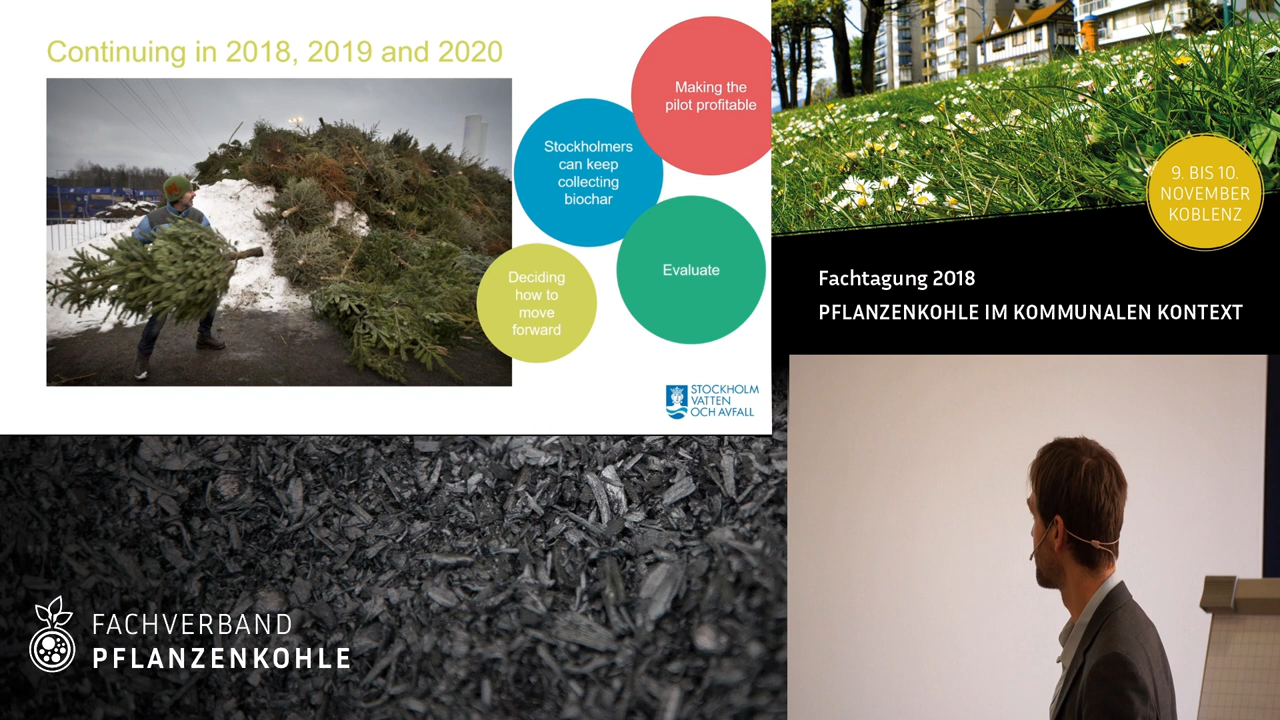 Continuing in 2018, 2019 and 2020
Making the
pilot profitable
Stockholmers
can keep
collecting
biochar
Evaluate
Deciding
how to
move
forward
STOCKHOLM
VATTEN
OCH AVFALL
9. BIS 10.
NOVEMBER
KOBLENZ
Fachtagung 2018
PFLANZENKOHLE IM KOMMUNALEN KONTEXT
FACHVERBAND
PFLANZENKOHLE